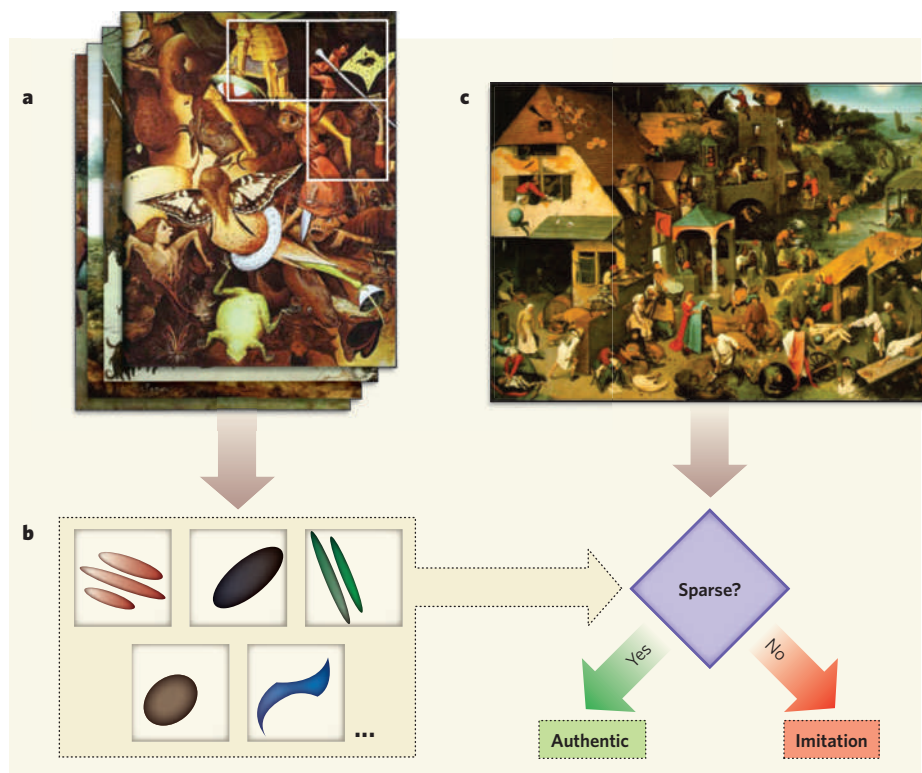 a
c
b
Sparse?
Yes
No
...
Authentic
Imitation